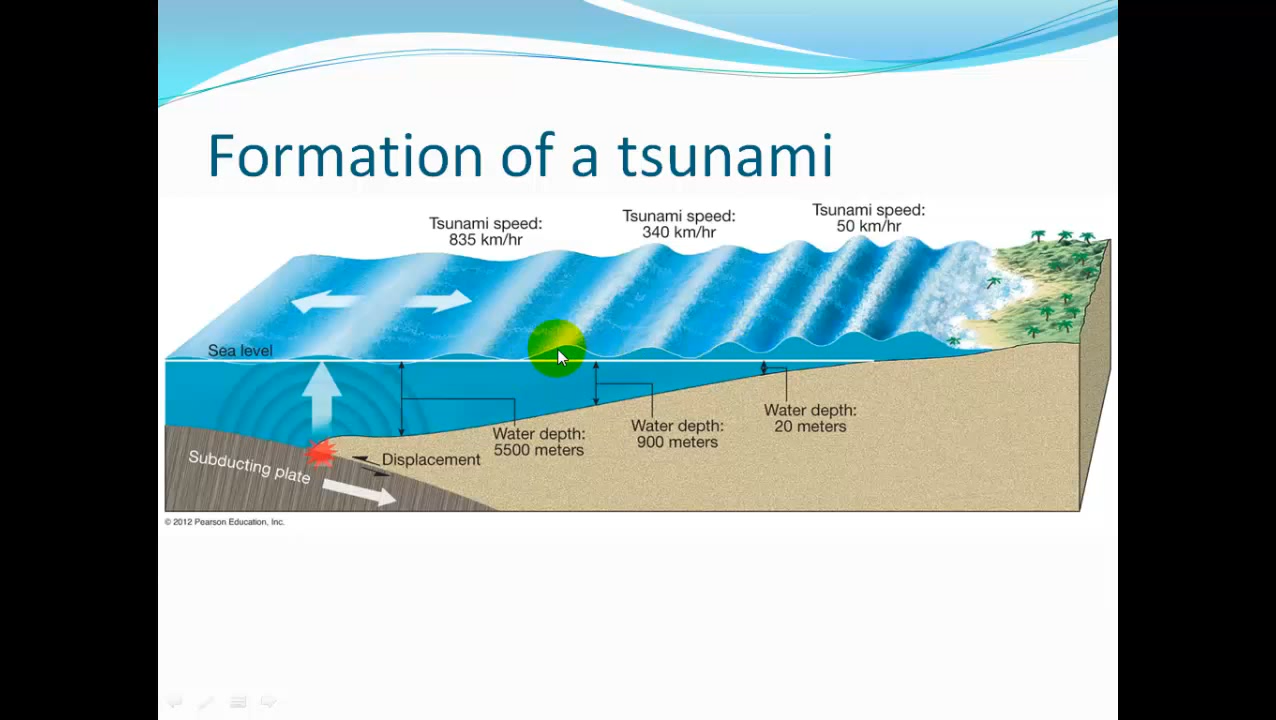 Formation of a tsunami
Tsunami speed:
835 km/hr
Tsunami speed:
340 km/hr
Tsunami speed:
50 km/hr
Sea level
Water depth:
5500 meters
Water depth:
900 meters
Water depth:
20 meters
Displacement
Subducting plate
© 2012 Pearson Education, Inc.